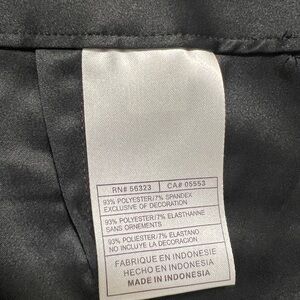 RN# 56323 CA# 05553
93% POLYESTER/7% SPANDEX
EXCLUSIVE OF DECORATION
93% POLYESTER/7% ELASTHANNE
SANS ORNEMENTS
93% POLIESTER/7% ELASTANO
NO INCLUYE LA DECORACIÓN
FABRIQUE EN INDONESIE
HECHO EN INDONESIA
MADE IN INDONESIA